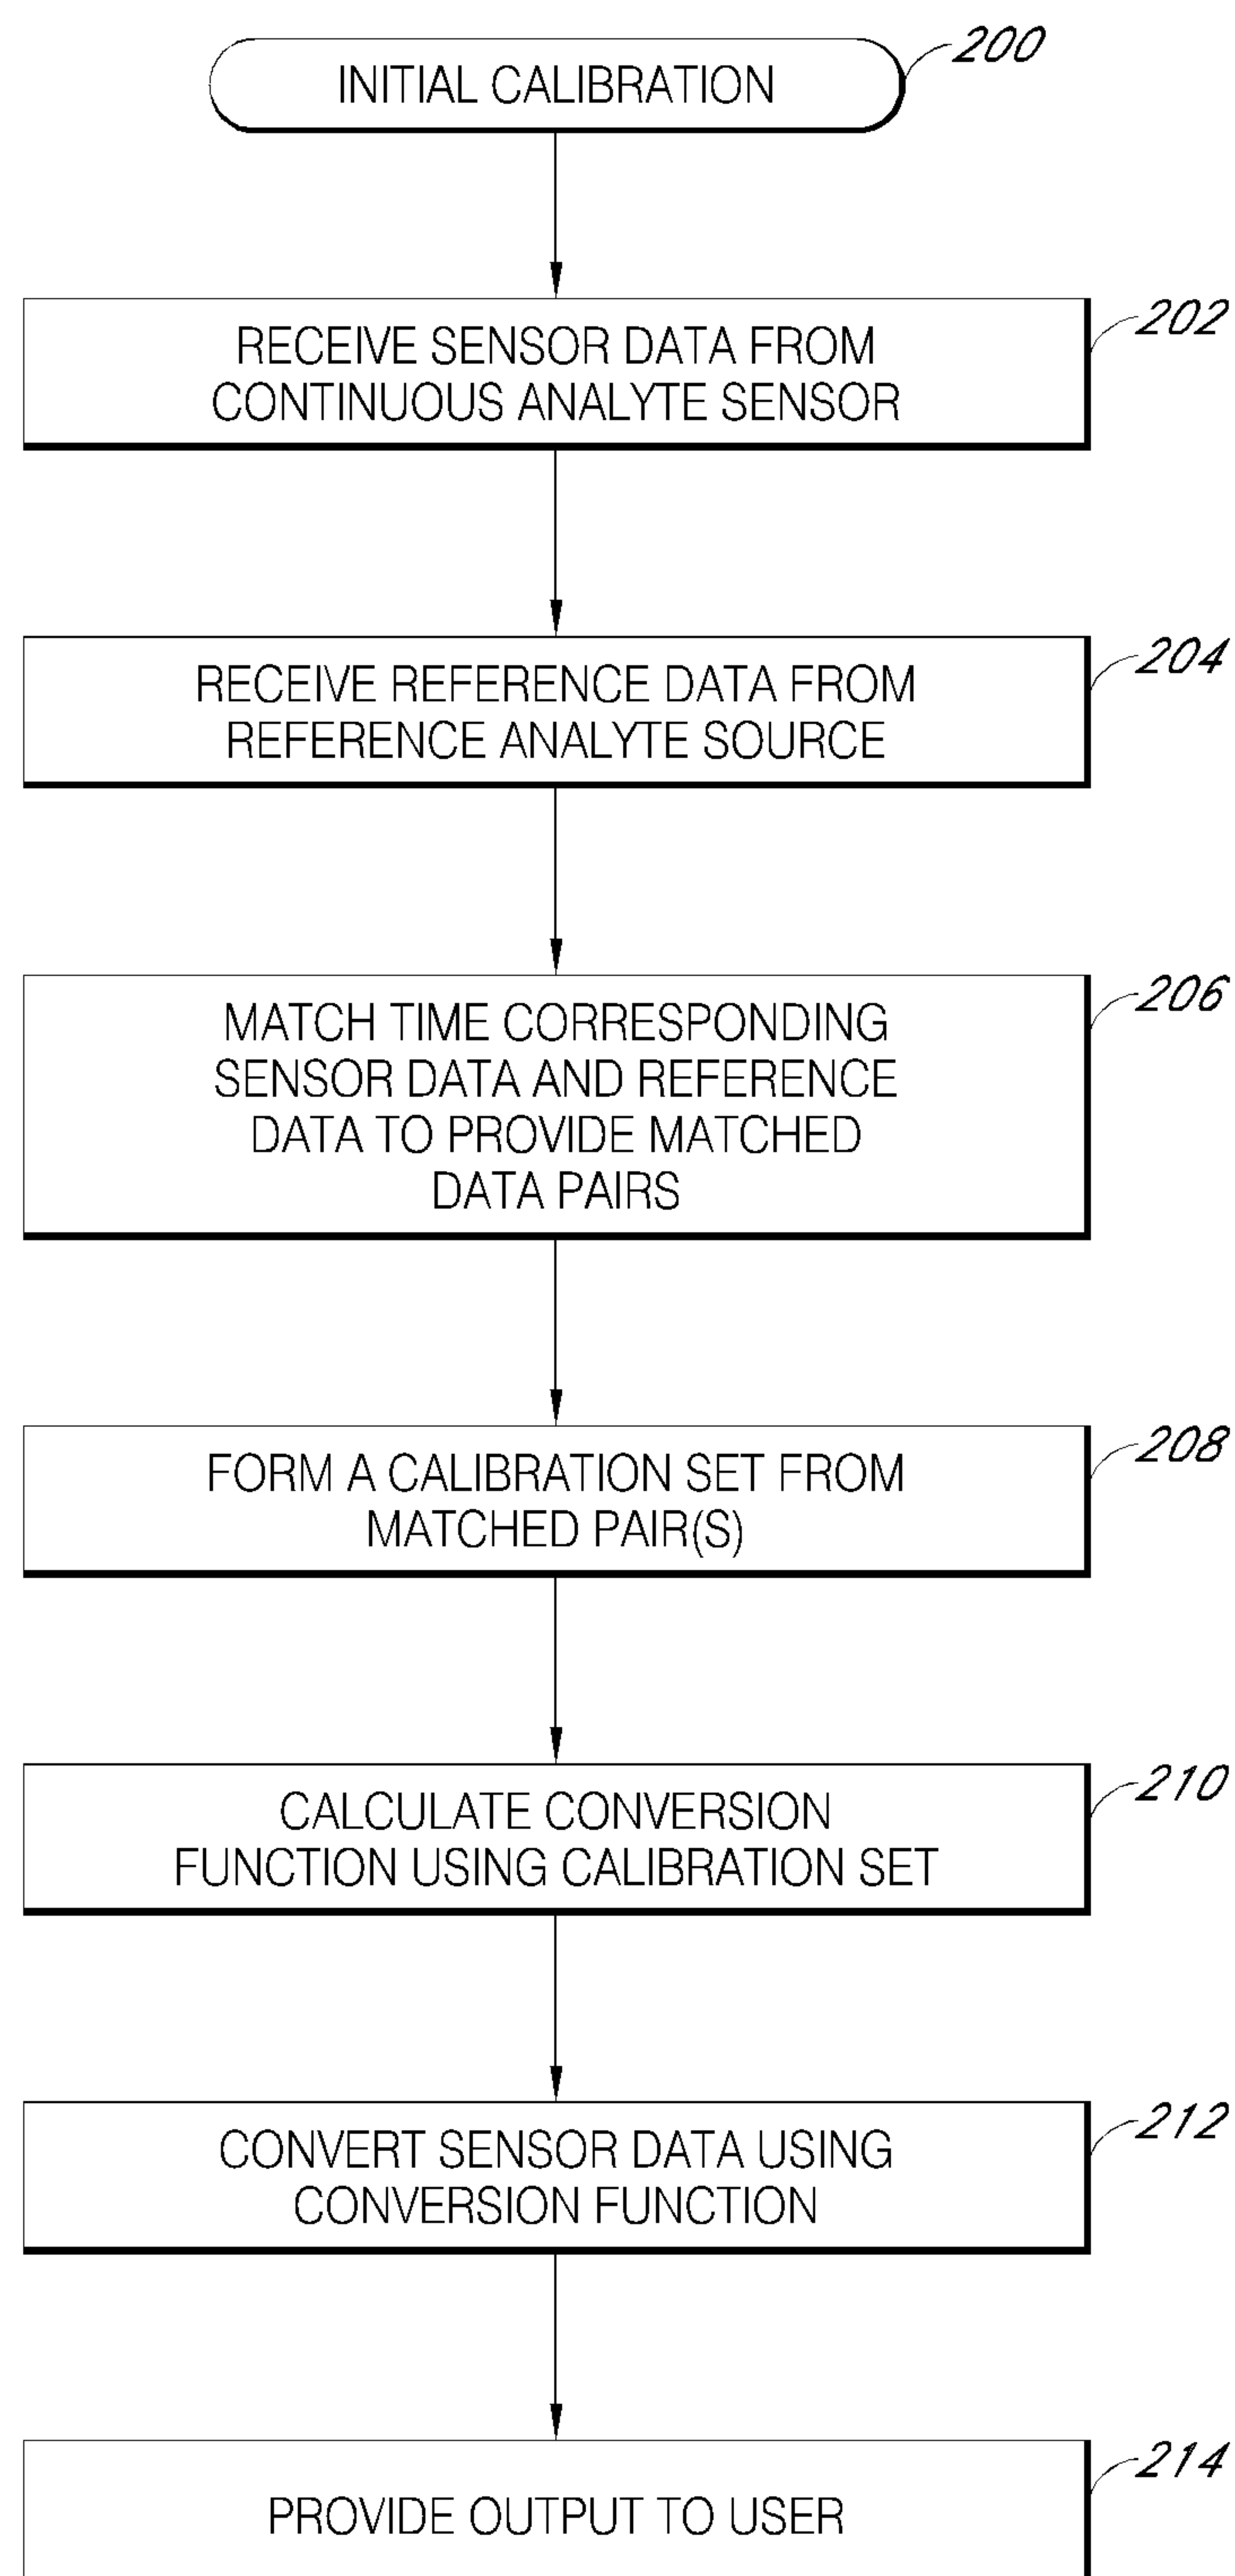 INITIAL CALIBRATION
200
RECEIVE SENSOR DATA FROM
CONTINUOUS ANALYTE SENSOR
202
RECEIVE REFERENCE DATA FROM
REFERENCE ANALYTE SOURCE
204
MATCH TIME CORRESPONDING
SENSOR DATA AND REFERENCE
DATA TO PROVIDE MATCHED
DATA PAIRS
206
FORM A CALIBRATION SET FROM
MATCHED PAIR(S)
208
CALCULATE CONVERSION
FUNCTION USING CALIBRATION SET
210
CONVERT SENSOR DATA USING
CONVERSION FUNCTION
212
PROVIDE OUTPUT TO USER
214